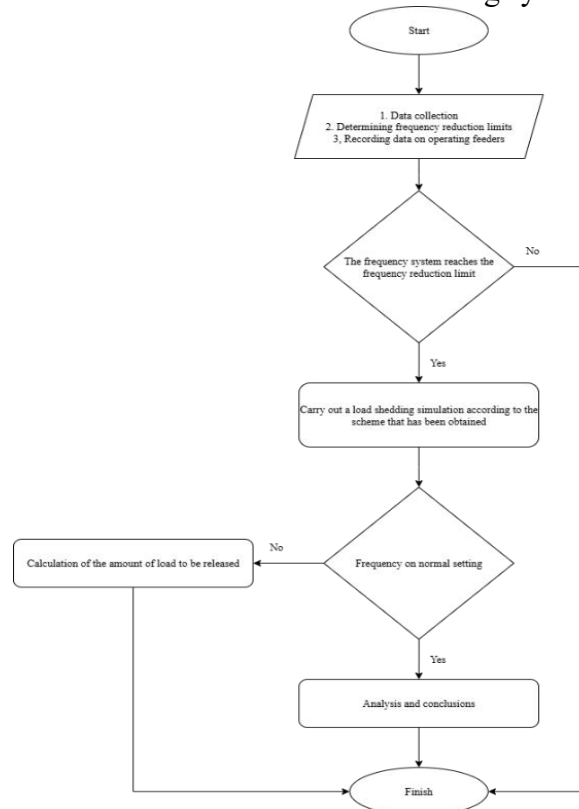 Start
1. Data collection
2. Determining frequency reduction limits
3, Recording data on operating feeders
The frequency system reaches the
frequency reduction limit
No
Yes
Carry out a load shedding simulation according to the
scheme that has been obtained
No
Calculation of the amount of load to be released
Frequency on normal setting
Yes
Analysis and conclusions
Finish